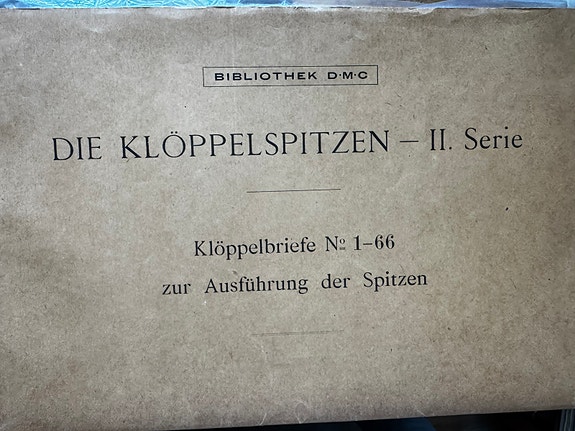 BIBLIOTHEK D·M·C
DIE KLÖPPELSPITZEN – II. Serie
Klöppelbriefe Nº 1-66
zur Ausführung der Spitzen